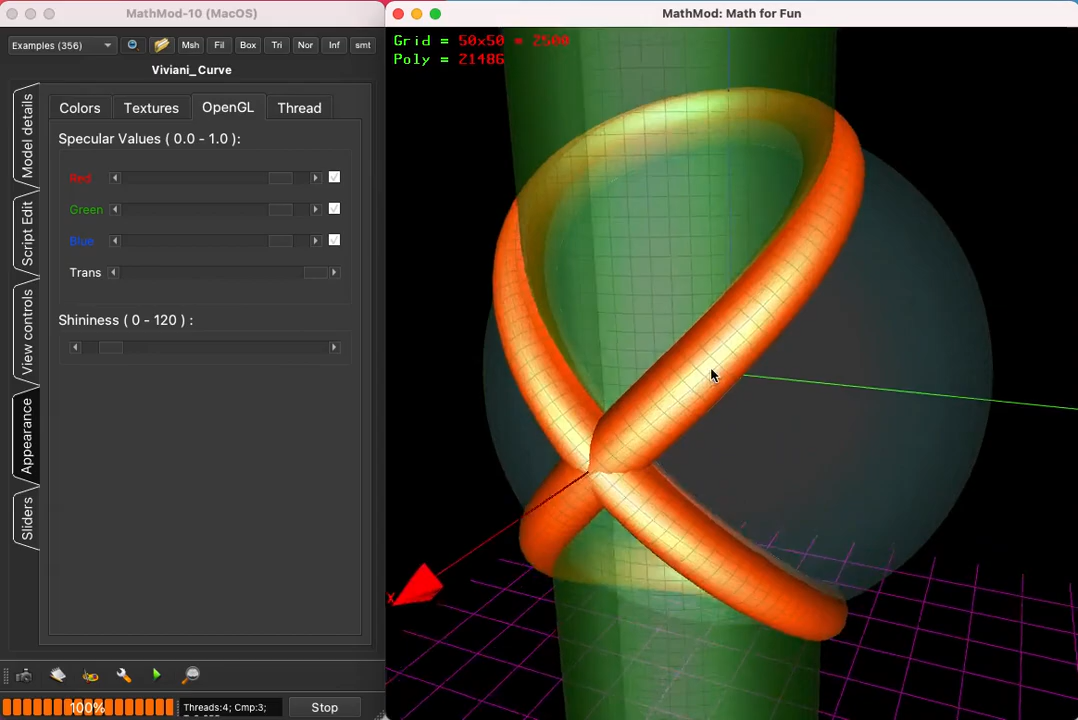 MathMod-10 (MacOS)
MathMod: Math for Fun
Examples (356)
Msh
Fil
Box
Tri
Nor
Inf
smt
Viviani_Curve
Model details
Script Edit
View controls
Appearance
Sliders
Colors
Textures
OpenGL
Thread
Specular Values ( 0.0 - 1.0 ) :
Red
Green
Blue
Trans
Shininess ( 0 - 120 ) :
100%
Threads:4; Cmp:3;
Stop
Grid = 50x50 = 2500
Poly = 21486
X